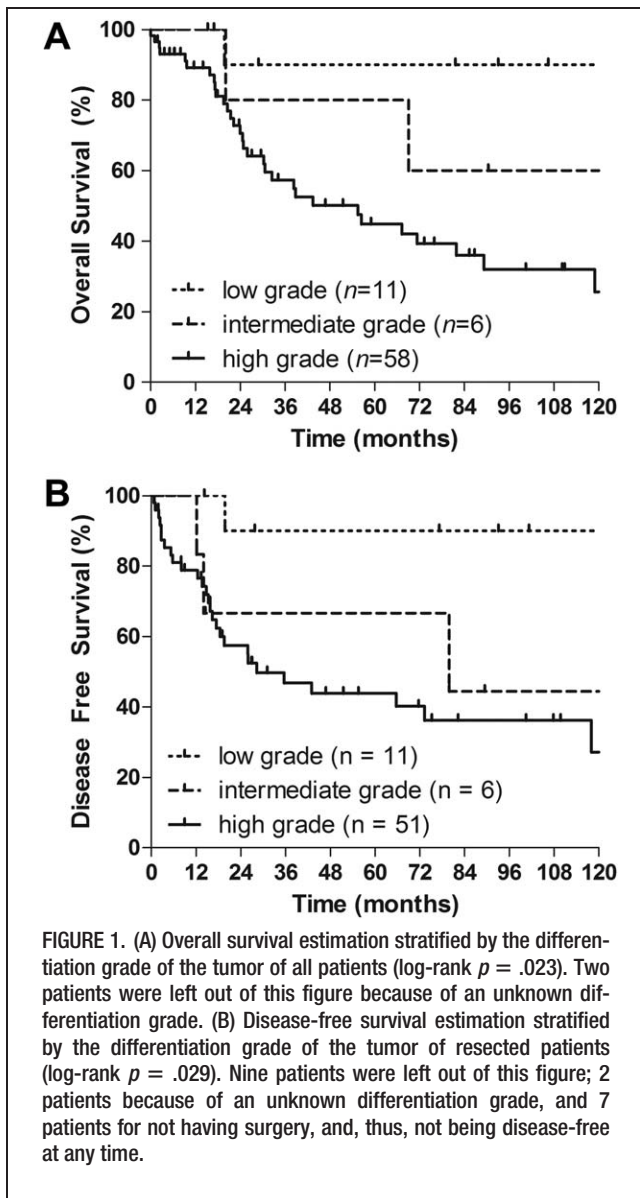 A
Overall Survival (%)
100
80
60
40
20
0
low grade (n=11)
intermediate grade (n=6)
high grade (n=58)
0 12 24 36 48 60 72 84 96 108 120
Time (months)
B
Disease Free Survival (%)
100
80
60
40
20
0
low grade (n = 11)
intermediate grade (n = 6)
high grade (n = 51)
0 12 24 36 48 60 72 84 96 108 120
Time (months)
FIGURE 1. (A) Overall survival estimation stratified by the differen-
tiation grade of the tumor of all patients (log-rank p = .023). Two
patients were left out of this figure because of an unknown dif-
ferentiation grade. (B) Disease-free survival estimation stratified
by the differentiation grade of the tumor of resected patients
(log-rank p = .029). Nine patients were left out of this figure; 2
patients because of an unknown differentiation grade, and 7
patients for not having surgery, and, thus, not being disease-free
at any time.